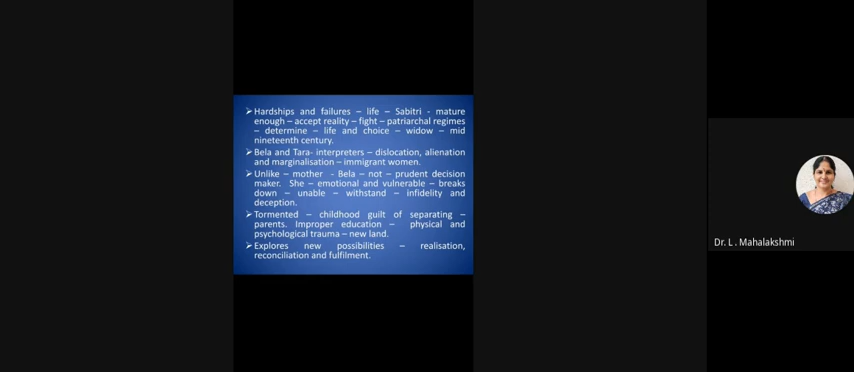 ➢ Hardships and failures – life – Sabitri - mature
enough – accept reality – fight – patriarchal regimes
– determine – life and choice – widow – mid
nineteenth century.
➢ Bela and Tara- interpreters – dislocation, alienation
and marginalisation – immigrant women.
➢ Unlike – mother - Bela – not – prudent decision
maker. She – emotional and vulnerable – breaks
down – unable – withstand – infidelity and
deception.
➢ Tormented – childhood guilt of separating –
parents. Improper education – physical and
psychological trauma – new land.
➢ Explores new possibilities – realisation,
reconciliation and fulfilment.
Dr. L . Mahalakshmi